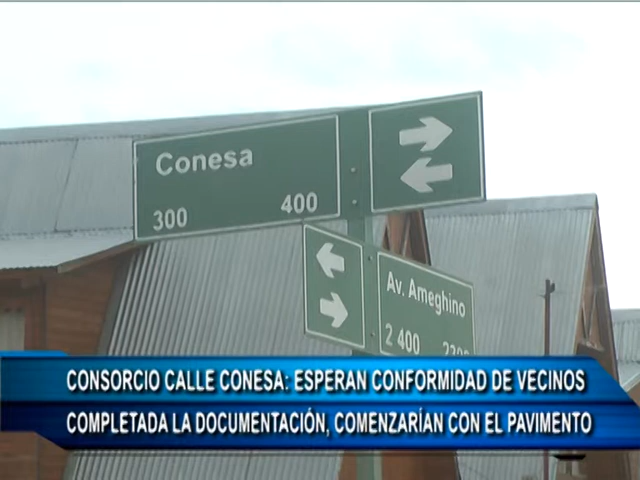 Conesa
300 400
Av. Ameghino
2 400
CONSORCIO CALLE CONESA: ESPERAN CONFORMIDAD DE VECINOS
COMPLETADA LA DOCUMENTACIÓN, COMENZARÍAN CON EL PAVIMENTO